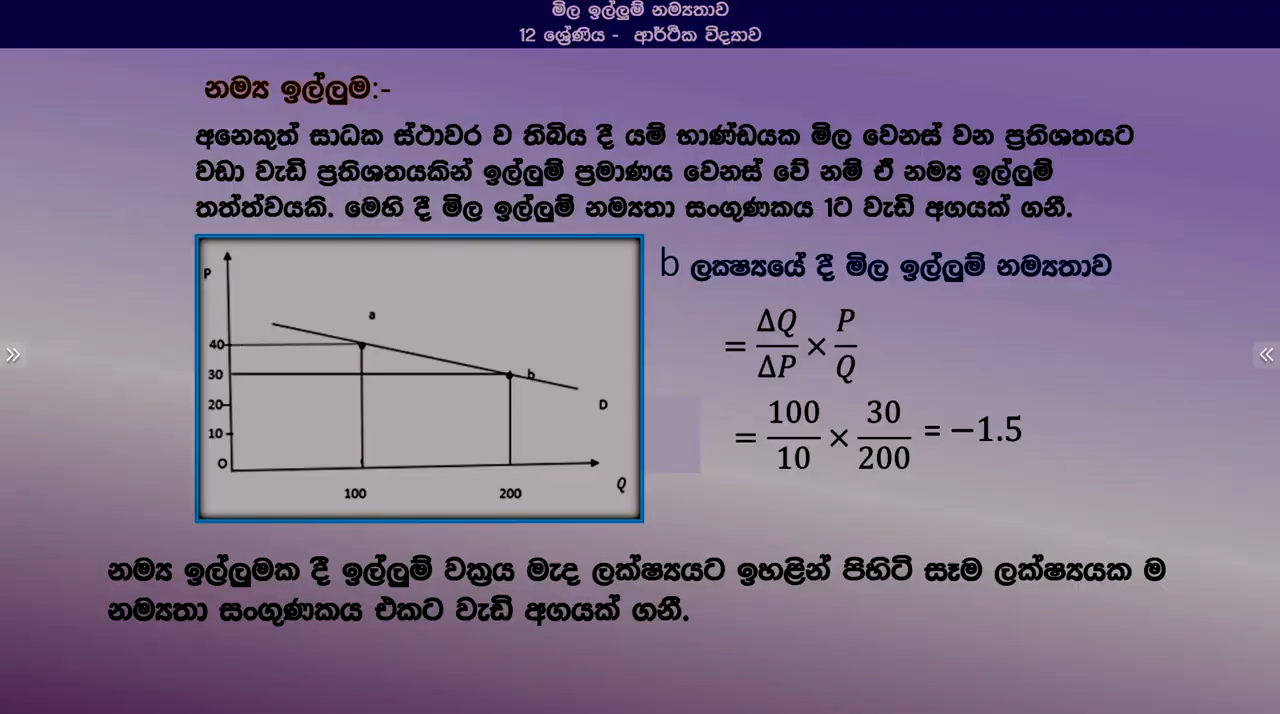 මිල ඉල්ලුම් නම්‍යතාව
12 ශ්‍රේණිය - ආර්ථික විද්‍යාව
නම්‍ය ඉල්ලුම:-
අනෙකුත් සාධක ස්ථාවර ව තිබිය දී යම් භාණ්ඩයක මිල වෙනස් වන ප්‍රතිශතයට
වඩා වැඩි ප්‍රතිශතයකින් ඉල්ලුම් ප්‍රමාණය වෙනස් වේ නම් ඒ නම්‍ය ඉල්ලුම්
තත්ත්වයකි. මෙහි දී මිල ඉල්ලුම් නම්‍යතා සංගුණකය 1ට වැඩි අගයක් ගනී.
P
a
40
30
b
20
D
10
O
Q
100 200
b ලක්‍ෂ්‍යයේ දී මිල ඉල්ලුම් නම්‍යතාව
= ΔQ/ΔP × P/Q
= 100/10 × 30/200 = −1.5
නම්‍ය ඉල්ලුමක දී ඉල්ලුම් වක්‍රය මැද ලක්ෂ්‍යයට ඉහළින් පිහිටි සෑම ලක්ෂ්‍යයක ම
නම්‍යතා සංගුණකය එකට වැඩි අගයක් ගනී.